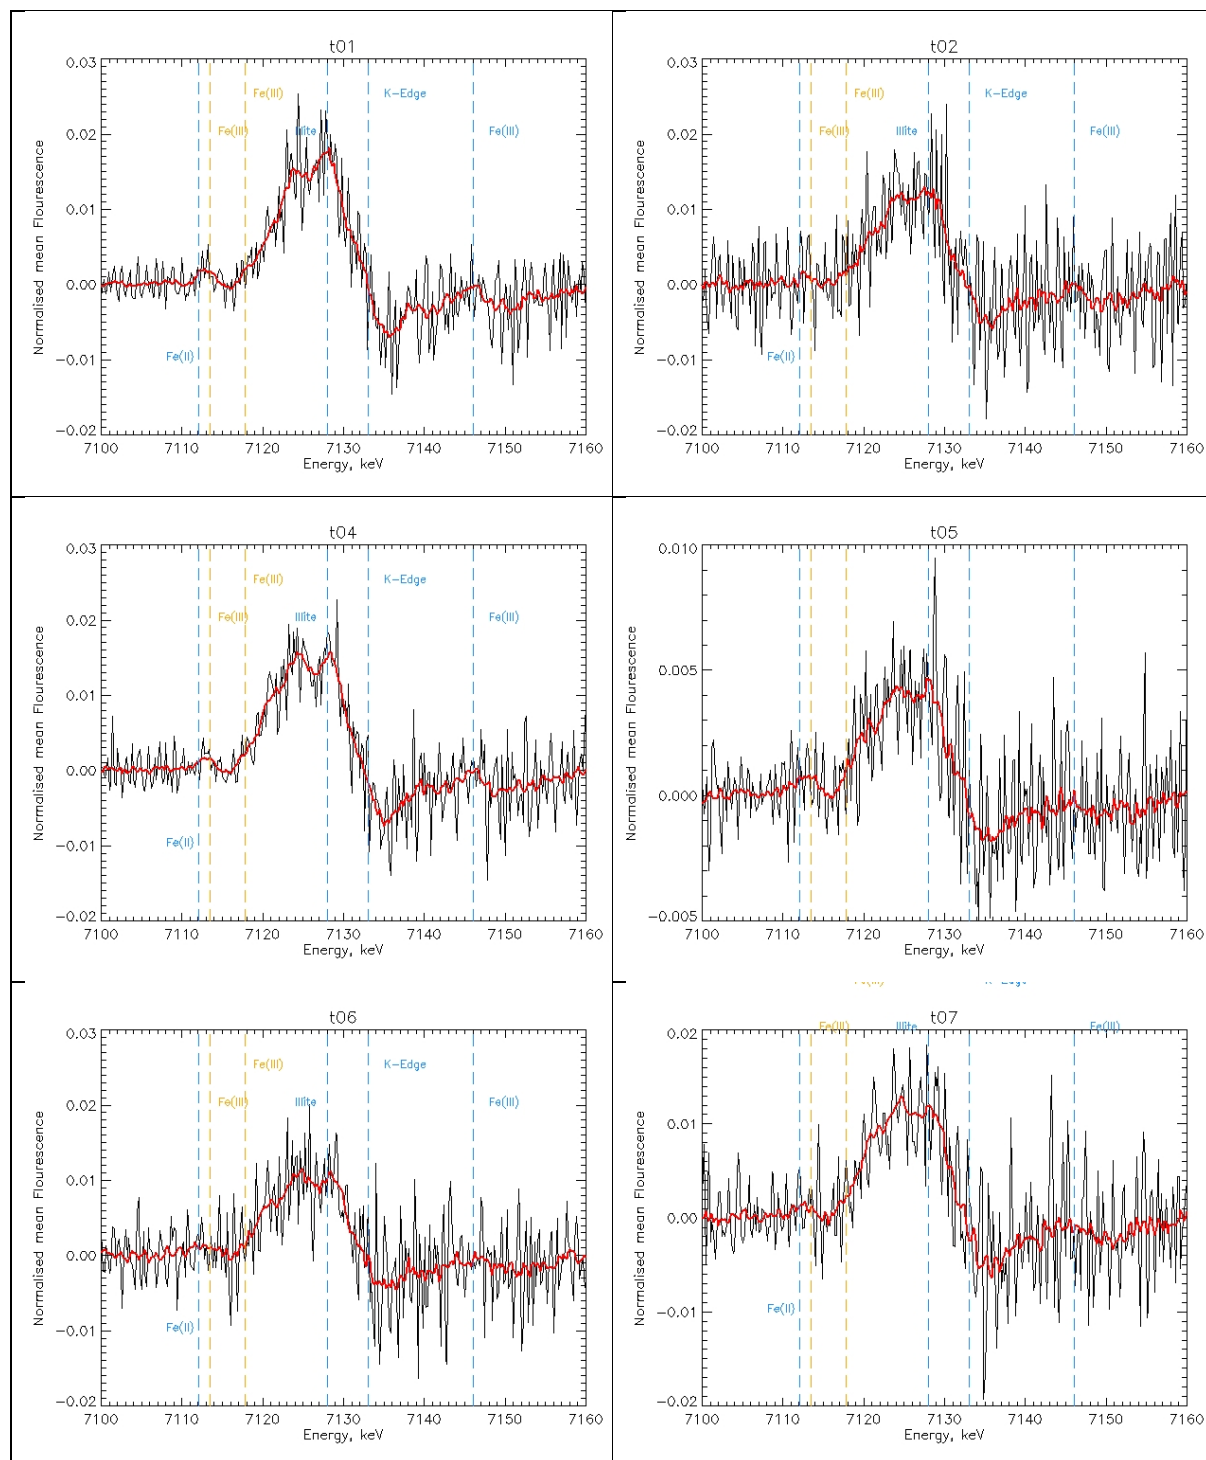 t01
0.03
0.02
0.01
0.00
−0.01
−0.02
Normalised mean Flourescence
Fe(III)
K−Edge
Fe(III)
Illite
Fe(III)
Fe(II)
7100
7110
7120
7130
7140
7150
7160
Energy, keV
t02
0.03
0.02
0.01
0.00
−0.01
−0.02
Normalised mean Flourescence
Fe(III)
K−Edge
Fe(III)
Illite
Fe(III)
Fe(II)
7100
7110
7120
7130
7140
7150
7160
Energy, keV
t04
0.03
0.02
0.01
0.00
−0.01
−0.02
Normalised mean Flourescence
Fe(III)
K−Edge
Fe(III)
Illite
Fe(III)
Fe(II)
7100
7110
7120
7130
7140
7150
7160
Energy, keV
t05
0.010
0.005
0.000
−0.005
Normalised mean Flourescence
7100
7110
7120
7130
7140
7150
7160
Energy, keV
t06
0.03
0.02
0.01
0.00
−0.01
−0.02
Normalised mean Flourescence
Fe(III)
K−Edge
Fe(III)
Illite
Fe(III)
Fe(II)
7100
7110
7120
7130
7140
7150
7160
Energy, keV
Fe(III)
K−Edge
t07
0.02
0.01
0.00
−0.01
−0.02
Normalised mean Flourescence
Fe(III)
Illite
Fe(III)
Fe(II)
7100
7110
7120
7130
7140
7150
7160
Energy, keV